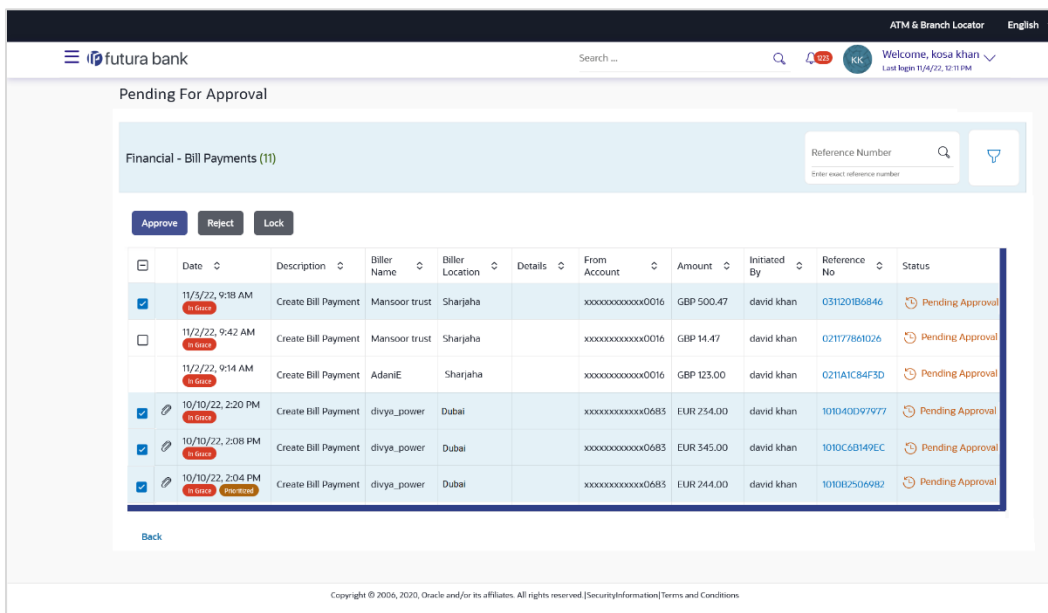 ATM & Branch Locator English
futura bank Search ... 1223 KK Welcome, kosa khan
Last login 11/4/22, 12:11 PM
Pending For Approval
Financial - Bill Payments (11) Reference Number
Enter exact reference number
Approve Reject Lock
Date Description Biller Name Biller Location Details From Account Amount Initiated By Reference No Status
11/3/22, 9:18 AM In Grace Create Bill Payment Mansoor trust Sharjaha xxxxxxxxxxxx0016 GBP 500.47 david khan 0311201B6846 Pending Approval
11/2/22, 9:42 AM In Grace Create Bill Payment Mansoor trust Sharjaha xxxxxxxxxxxx0016 GBP 14.47 david khan 021177861026 Pending Approval
11/2/22, 9:14 AM In Grace Create Bill Payment AdaniE Sharjaha xxxxxxxxxxxx0016 GBP 123.00 david khan 0211A1C84F3D Pending Approval
10/10/22, 2:20 PM In Grace Create Bill Payment divya_power Dubai xxxxxxxxxxxx0683 EUR 234.00 david khan 101040D97977 Pending Approval
10/10/22, 2:08 PM In Grace Create Bill Payment divya_power Dubai xxxxxxxxxxxx0683 EUR 345.00 david khan 1010C6B149EC Pending Approval
10/10/22, 2:04 PM In Grace Prioritized Create Bill Payment divya_power Dubai xxxxxxxxxxxx0683 EUR 244.00 david khan 1010B2506982 Pending Approval
Back
Copyright © 2006, 2020, Oracle and/or its affiliates. All rights reserved.|SecurityInformation|Terms and Conditions